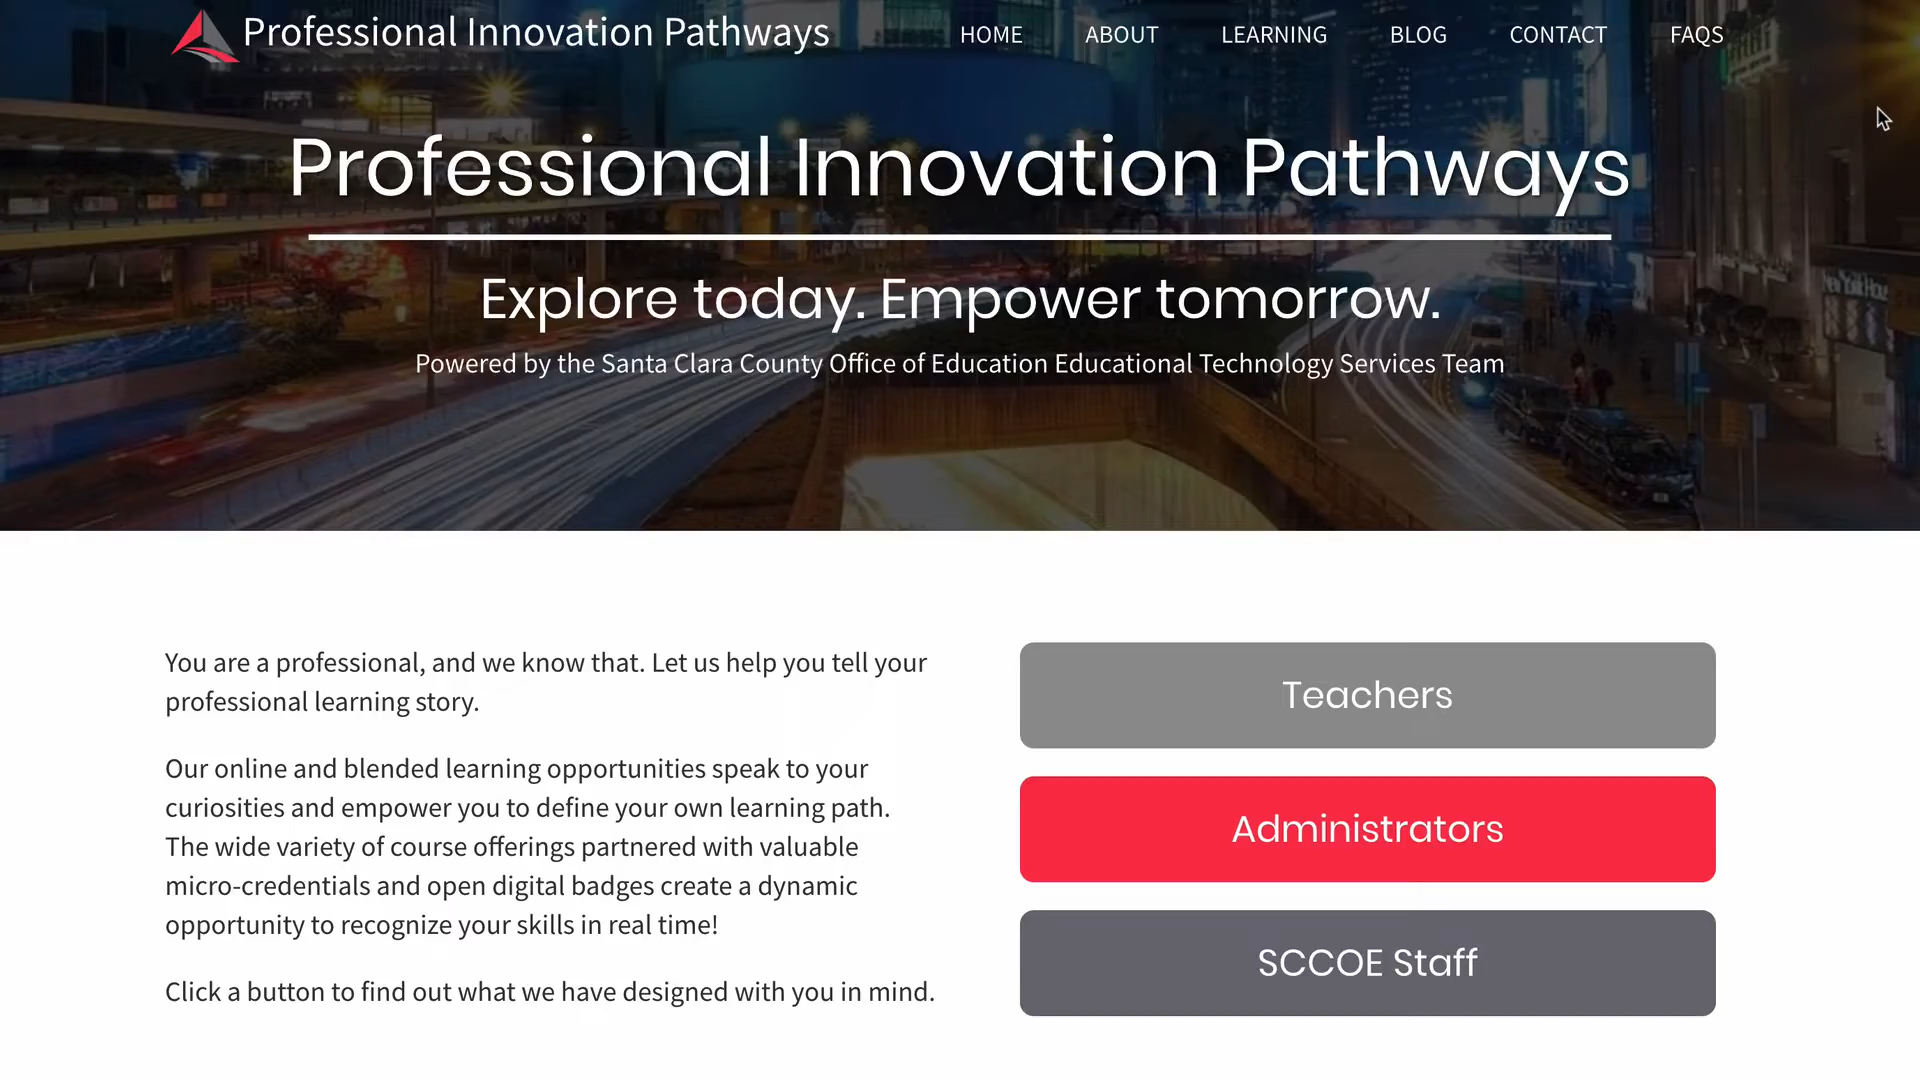 Professional Innovation Pathways
HOME ABOUT LEARNING BLOG CONTACT FAQS
Professional Innovation Pathways
Explore today. Empower tomorrow.
Powered by the Santa Clara County Office of Education Educational Technology Services Team
You are a professional, and we know that. Let us help you tell your
professional learning story.
Our online and blended learning opportunities speak to your
curiosities and empower you to define your own learning path.
The wide variety of course offerings partnered with valuable
micro-credentials and open digital badges create a dynamic
opportunity to recognize your skills in real time!
Click a button to find out what we have designed with you in mind.
Teachers
Administrators
SCCOE Staff